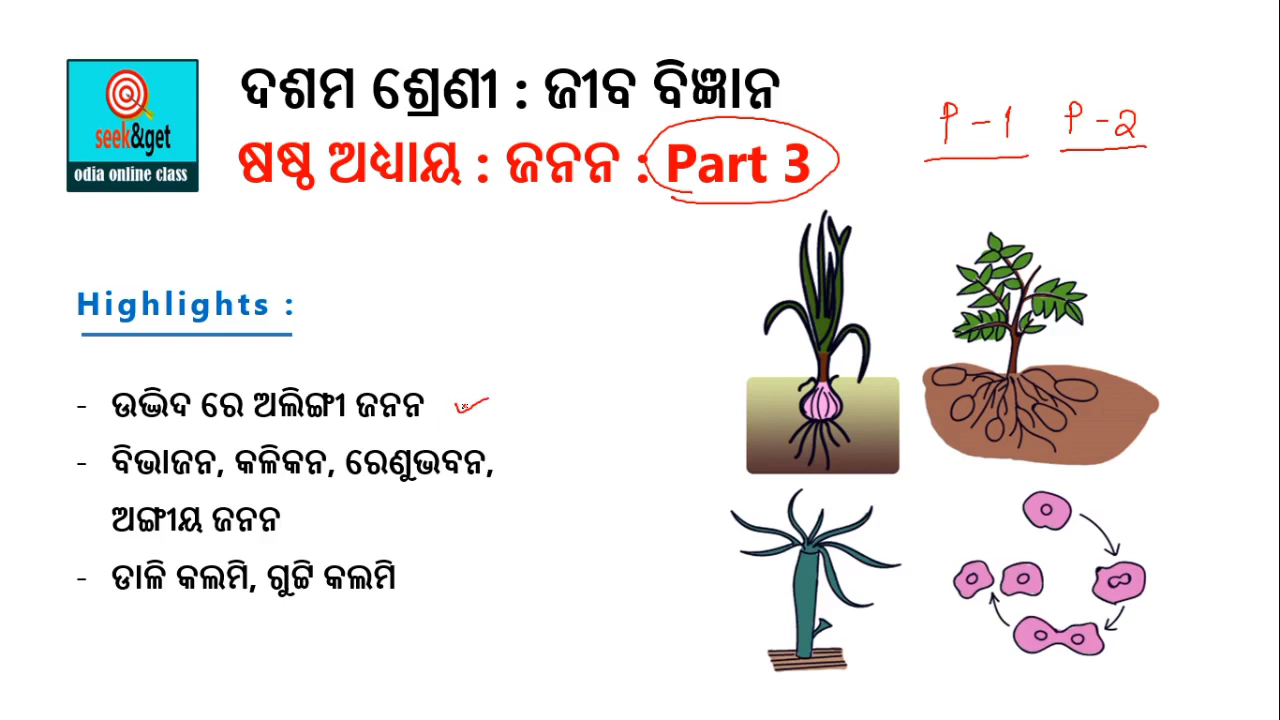 seek&get
odia online class
ଦଶମ ଶ୍ରେଣୀ : ଜୀବ ବିଜ୍ଞାନ
ଷଷ୍ଠ ଅଧ୍ୟାୟ : ଜନନ : Part 3
P - 1 P - 2
Highlights :
- ଉଦ୍ଭିଦ ରେ ଅଲିଙ୍ଗୀ ଜନନ
- ବିଭାଜନ, କଳିକନ, ରେଣୁଭବନ,
ଅଙ୍ଗୀୟ ଜନନ
- ଡାଳି କଲମି, ଗୁଟ୍ଟି କଲମି